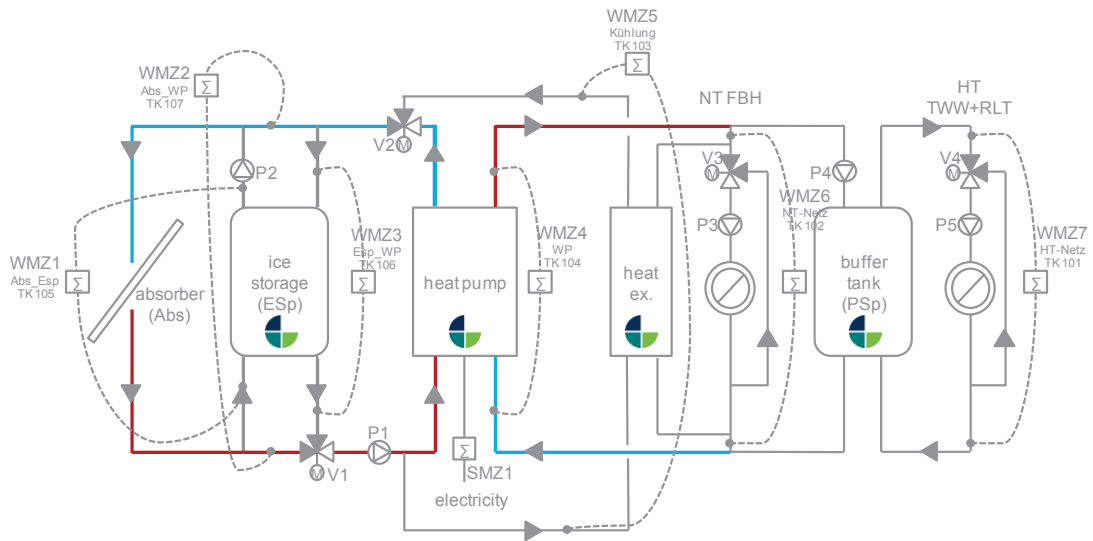 WMZ5
Kühlung
TK103
Σ
WMZ2
Abs_WP
TK107
Σ
NT FBH
HT
TWW+RLT
V2
M
P2
V3
M
P4
V4
M
WMZ6
NT-Netz
TK102
Σ
P3
P5
WMZ1
Abs_Esp
TK105
Σ
absorber
(Abs)
ice
storage
(ESp)
WMZ3
Esp_WP
TK106
Σ
heat pump
WMZ4
WP
TK104
Σ
heat
ex.
buffer
tank
(PSp)
WMZ7
HT-Netz
TK101
Σ
P1
M
V1
Σ
SMZ1
electricity